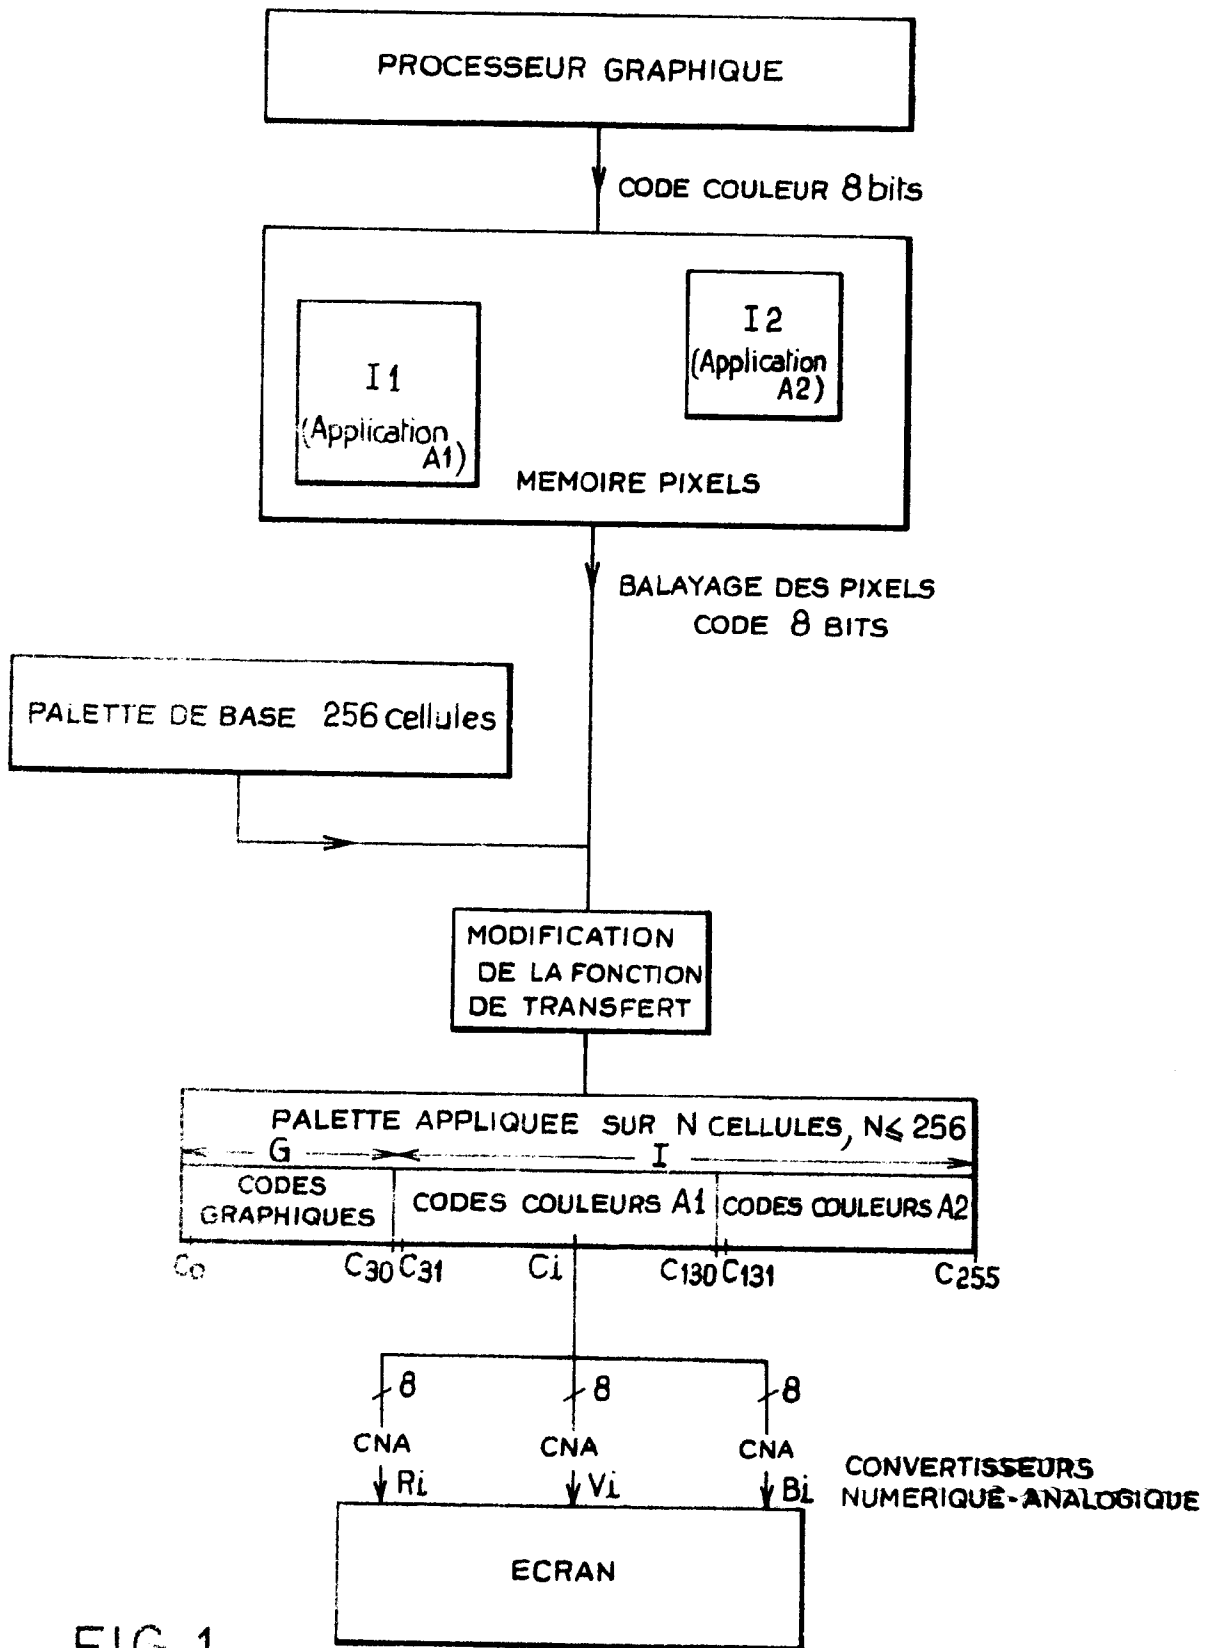 PROCESSEUR GRAPHIQUE
CODE COULEUR 8 bits
I1
(Application
A1)
I2
(Application
A2)
MEMOIRE PIXELS
BALAYAGE DES PIXELS
CODE 8 BITS
PALETTE DE BASE 256 cellules
MODIFICATION
DE LA FONCTION
DE TRANSFERT
PALETTE APPLIQUEE SUR N CELLULES, N≤ 256
G I
CODES
GRAPHIQUES
CODES COULEURS A1
CODES COULEURS A2
C0 C30 C31 Ci C130 C131 C255
8 8 8
CNA CNA CNA
Ri Vi Bi
CONVERTISSEURS
NUMERIQUE-ANALOGIQUE
ECRAN
FIG.1